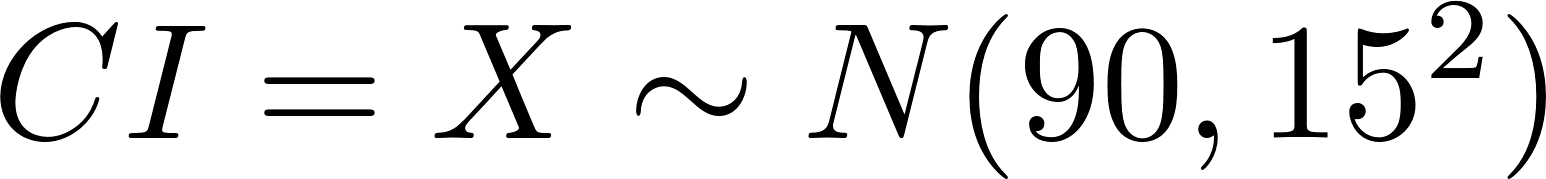 CI = X ∼ N(90, 15²)